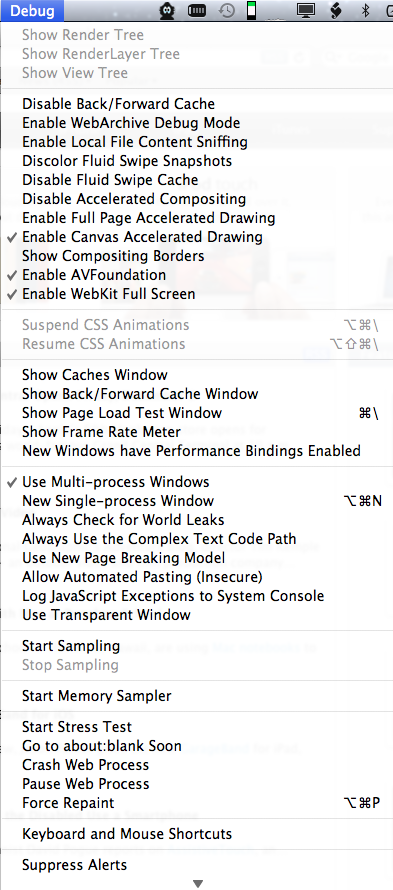 Debug
Show Render Tree
Show RenderLayer Tree
Show View Tree
Disable Back/Forward Cache
Enable WebArchive Debug Mode
Enable Local File Content Sniffing
Discolor Fluid Swipe Snapshots
Disable Fluid Swipe Cache
Disable Accelerated Compositing
Enable Full Page Accelerated Drawing
✓ Enable Canvas Accelerated Drawing
Show Compositing Borders
✓ Enable AVFoundation
✓ Enable WebKit Full Screen
Suspend CSS Animations ⌥⌘\
Resume CSS Animations ⌥⇧⌘\
Show Caches Window
Show Back/Forward Cache Window
Show Page Load Test Window ⌘\
Show Frame Rate Meter
New Windows have Performance Bindings Enabled
✓ Use Multi-process Windows
New Single-process Window ⌥⌘N
Always Check for World Leaks
Always Use the Complex Text Code Path
Use New Page Breaking Model
Allow Automated Pasting (Insecure)
Log JavaScript Exceptions to System Console
Use Transparent Window
Start Sampling
Stop Sampling
Start Memory Sampler
Start Stress Test
Go to about:blank Soon
Crash Web Process
Pause Web Process
Force Repaint ⌥⌘P
Keyboard and Mouse Shortcuts
Suppress Alerts